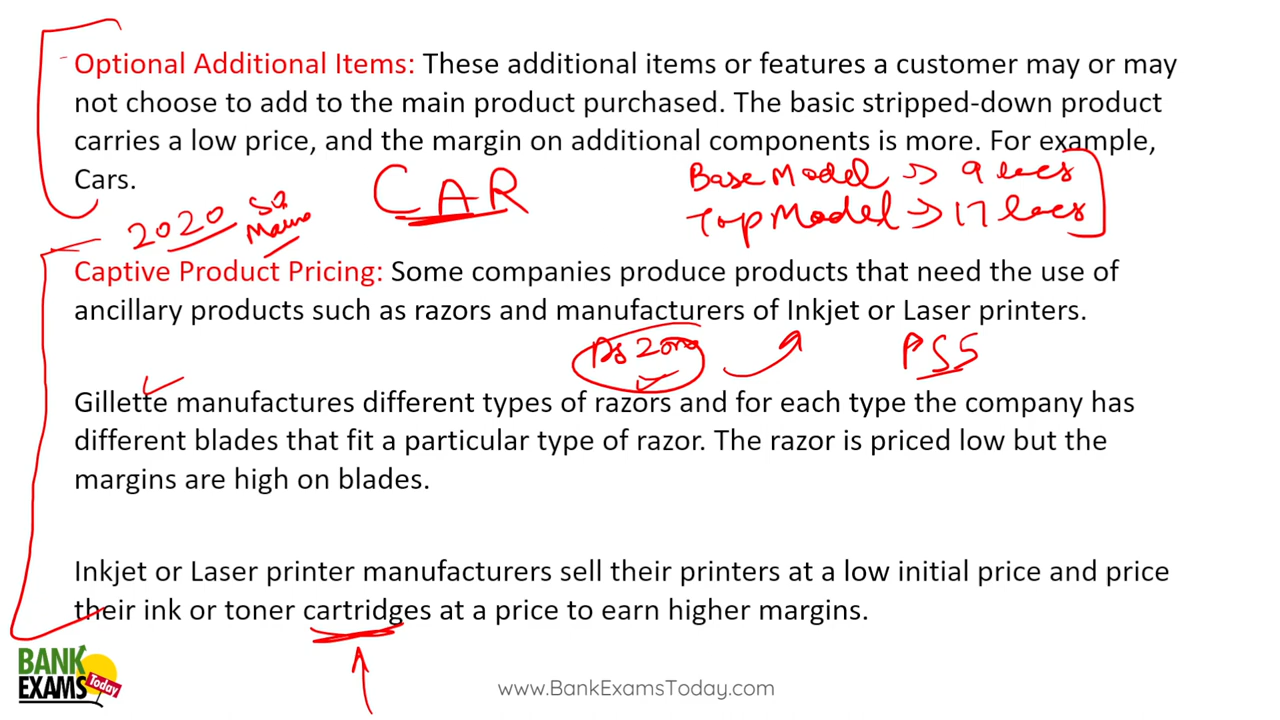 Optional Additional Items: These additional items or features a customer may or may
not choose to add to the main product purchased. The basic stripped-down product
carries a low price, and the margin on additional components is more. For example,
Cars.
CAR
Base Model → 9 lacs
Top Model → 17 lacs
2020
Captive Product Pricing: Some companies produce products that need the use of
ancillary products such as razors and manufacturers of Inkjet or Laser printers.
PS5
Gillette manufactures different types of razors and for each type the company has
different blades that fit a particular type of razor. The razor is priced low but the
margins are high on blades.
Inkjet or Laser printer manufacturers sell their printers at a low initial price and price
their ink or toner cartridges at a price to earn higher margins.
BANK
EXAMS Today
www.BankExamsToday.com